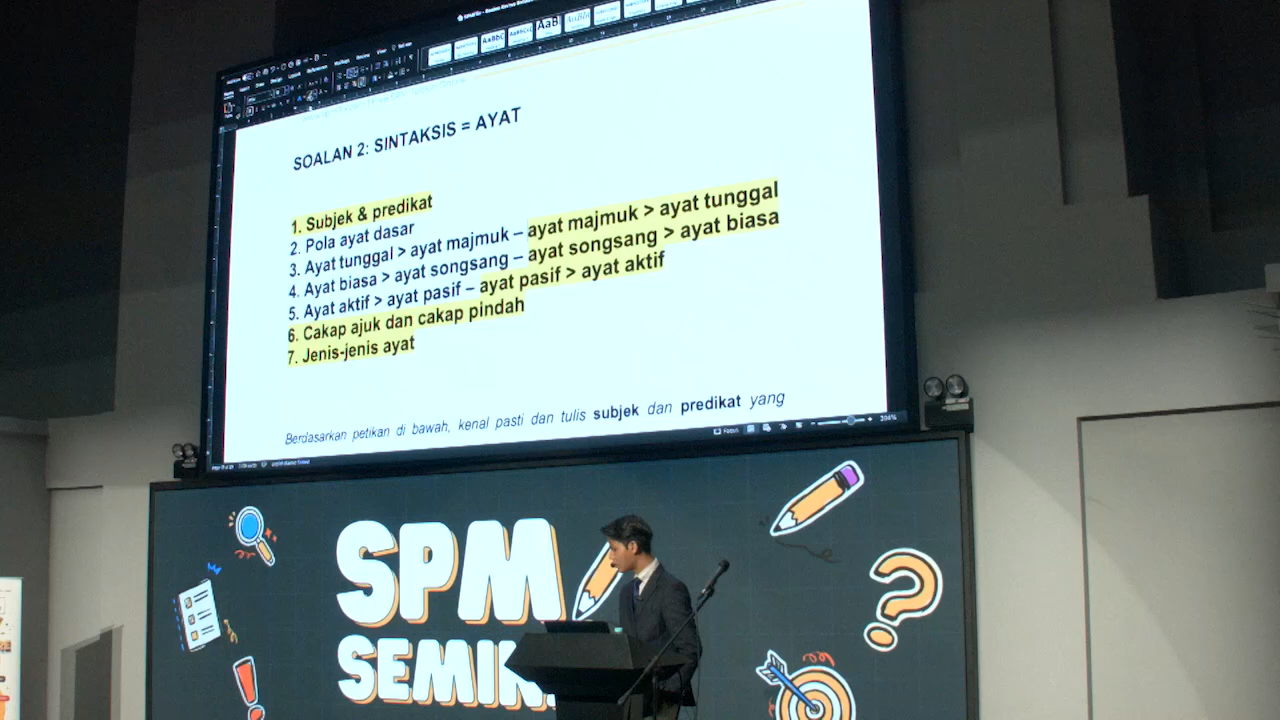 SOALAN 2: SINTAKSIS = AYAT
1. Subjek & predikat
2. Pola ayat dasar
3. Ayat tunggal > ayat majmuk – ayat majmuk > ayat tunggal
4. Ayat biasa > ayat songsang – ayat songsang > ayat biasa
5. Ayat aktif > ayat pasif – ayat pasif > ayat aktif
6. Cakap ajuk dan cakap pindah
7. Jenis-jenis ayat
Berdasarkan petikan di bawah, kenal pasti dan tulis subjek dan predikat yang
Focus
204%
SPM